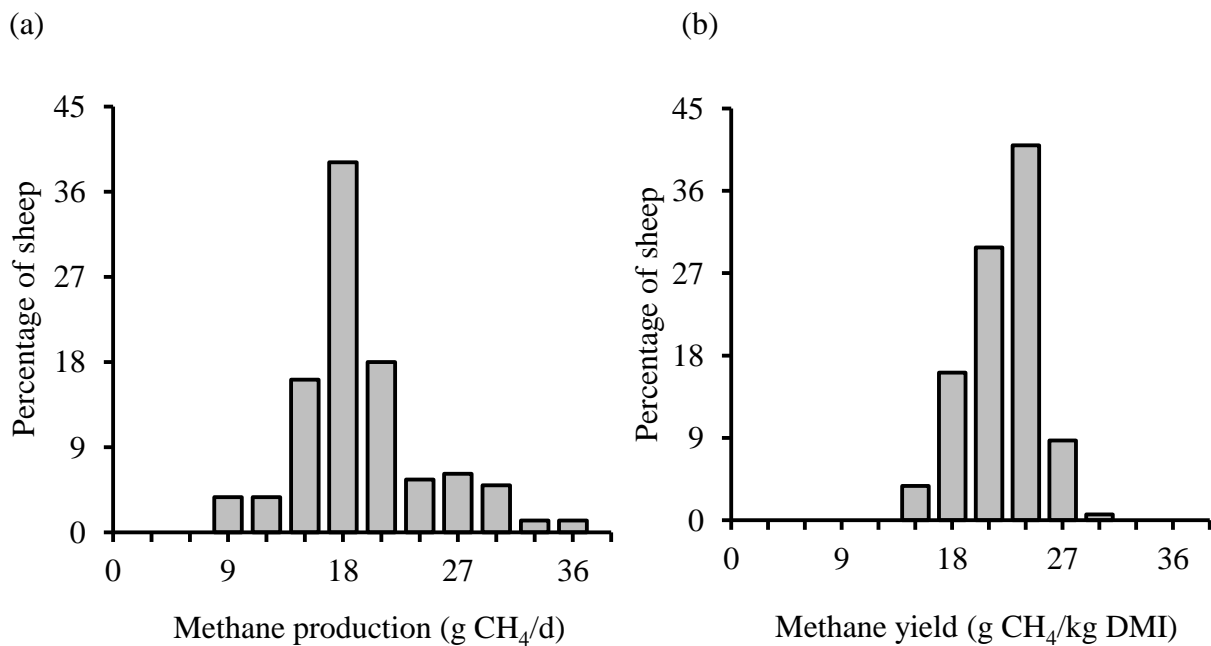 (a)
45
36
27
18
9
0
Percentage of sheep
0 9 18 27 36
Methane production (g CH₄/d)
(b)
45
36
27
18
9
0
Percentage of sheep
0 9 18 27 36
Methane yield (g CH₄/kg DMI)